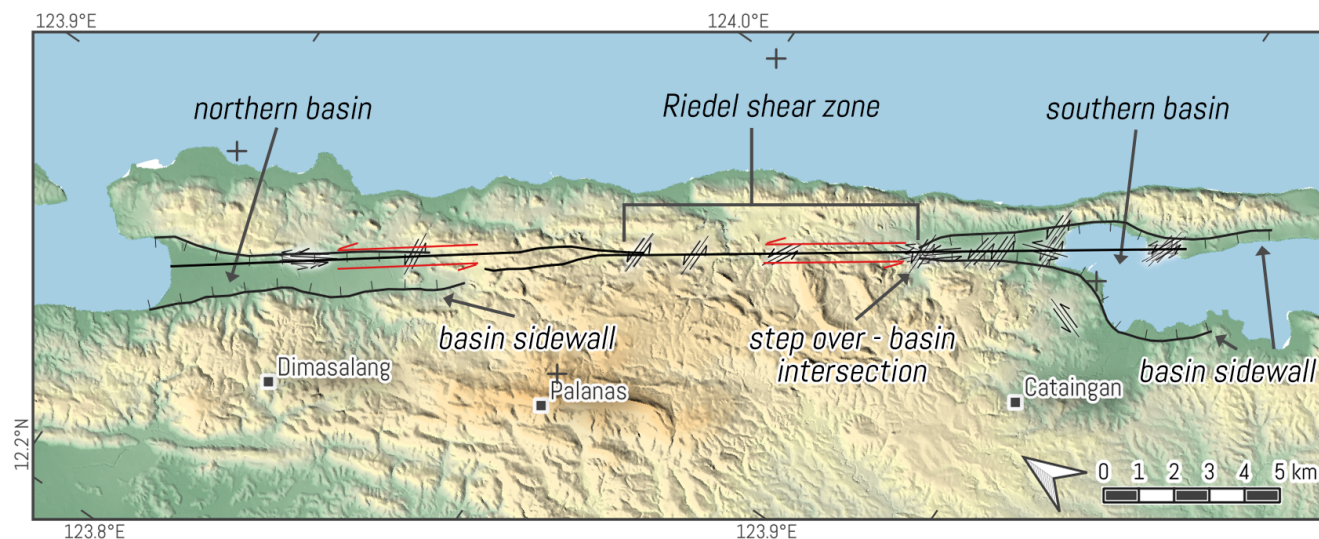 123.9°E
124.0°E
northern basin
Riedel shear zone
southern basin
basin sidewall
step over - basin
intersection
basin sidewall
Dimasalang
Palanas
Cataingan
12.2°N
0 1 2 3 4 5 km
123.8°E
123.9°E